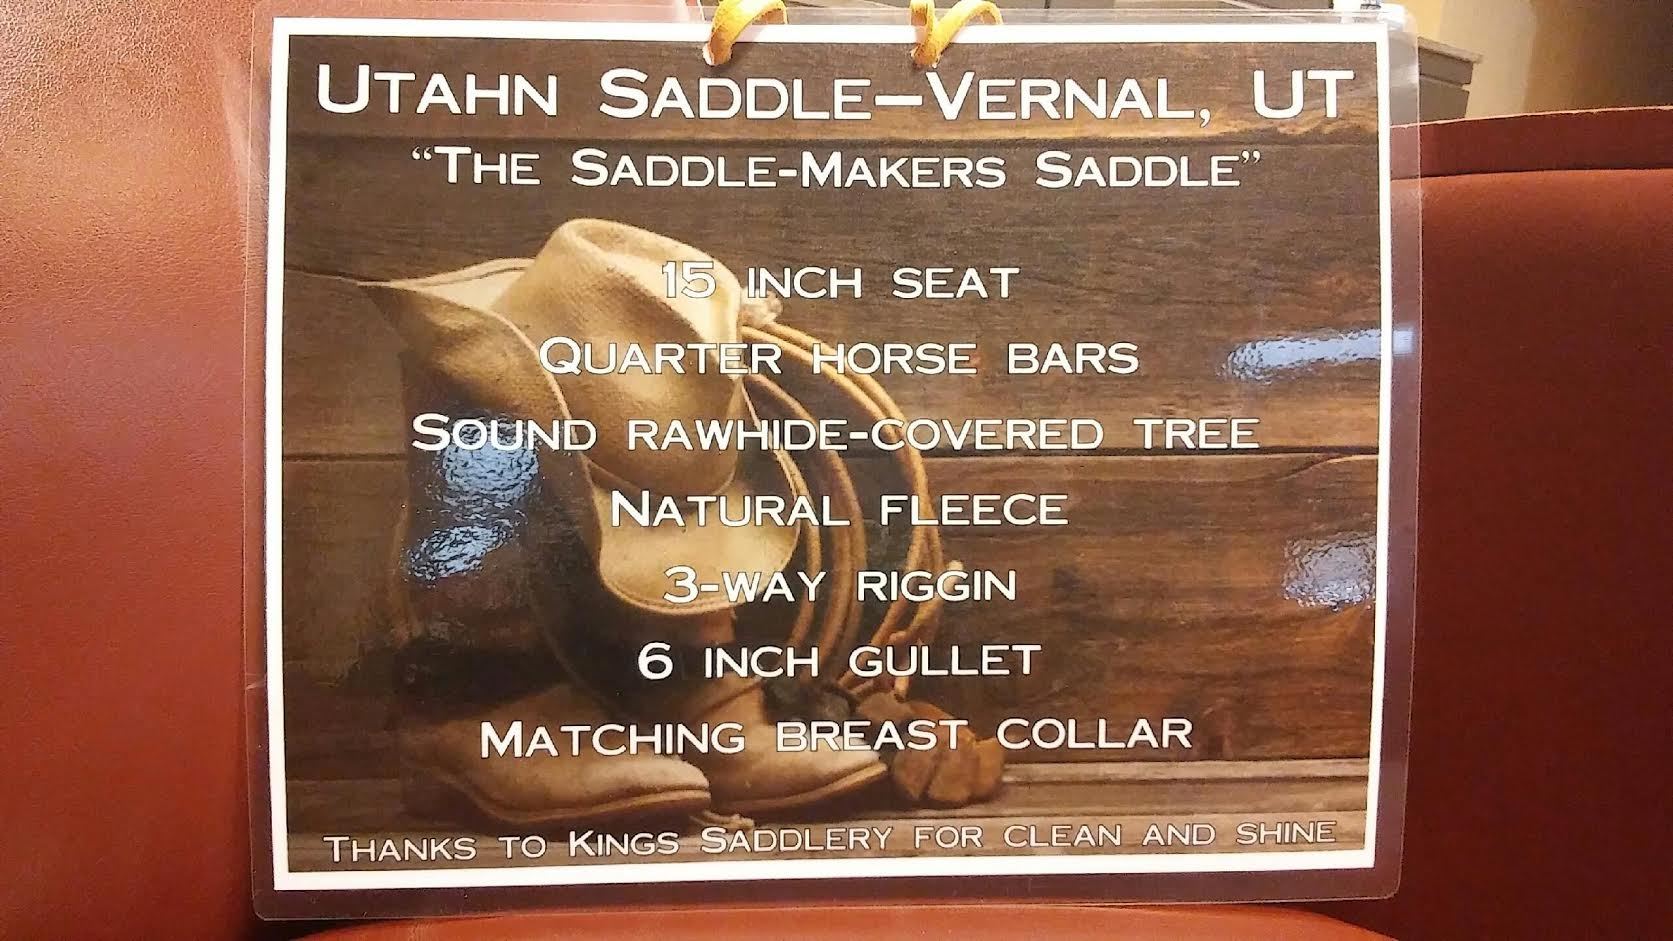 UTAHN SADDLE—VERNAL, UT
“THE SADDLE-MAKERS SADDLE”
15 INCH SEAT
QUARTER HORSE BARS
SOUND RAWHIDE-COVERED TREE
NATURAL FLEECE
3-WAY RIGGIN
6 INCH GULLET
MATCHING BREAST COLLAR
THANKS TO KINGS SADDLERY FOR CLEAN AND SHINE